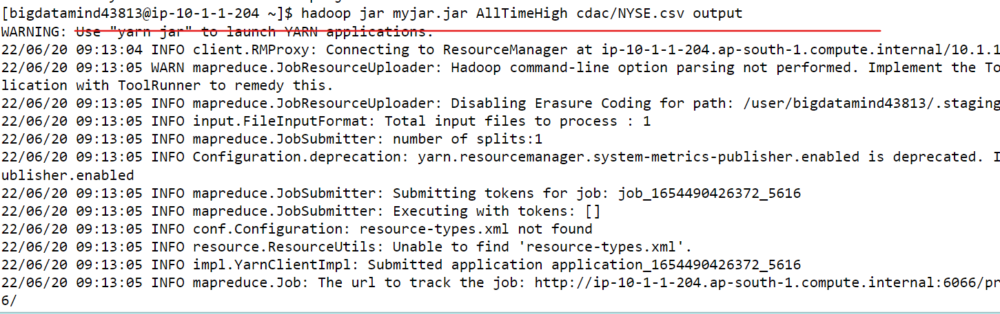 [bigdatamind43813@ip-10-1-1-204 ~]$ hadoop jar myjar.jar AllTimeHigh cdac/NYSE.csv output
WARNING: Use "yarn jar" to launch YARN applications.
22/06/20 09:13:04 INFO client.RMProxy: Connecting to ResourceManager at ip-10-1-1-204.ap-south-1.compute.internal/10.1.1
22/06/20 09:13:05 WARN mapreduce.JobResourceUploader: Hadoop command-line option parsing not performed. Implement the To
lication with ToolRunner to remedy this.
22/06/20 09:13:05 INFO mapreduce.JobResourceUploader: Disabling Erasure Coding for path: /user/bigdatamind43813/.staging
22/06/20 09:13:05 INFO input.FileInputFormat: Total input files to process : 1
22/06/20 09:13:05 INFO mapreduce.JobSubmitter: number of splits:1
22/06/20 09:13:05 INFO Configuration.deprecation: yarn.resourcemanager.system-metrics-publisher.enabled is deprecated. I
ublisher.enabled
22/06/20 09:13:05 INFO mapreduce.JobSubmitter: Submitting tokens for job: job_1654490426372_5616
22/06/20 09:13:05 INFO mapreduce.JobSubmitter: Executing with tokens: []
22/06/20 09:13:05 INFO conf.Configuration: resource-types.xml not found
22/06/20 09:13:05 INFO resource.ResourceUtils: Unable to find 'resource-types.xml'.
22/06/20 09:13:05 INFO impl.YarnClientImpl: Submitted application application_1654490426372_5616
22/06/20 09:13:05 INFO mapreduce.Job: The url to track the job: http://ip-10-1-1-204.ap-south-1.compute.internal:6066/pr
6/